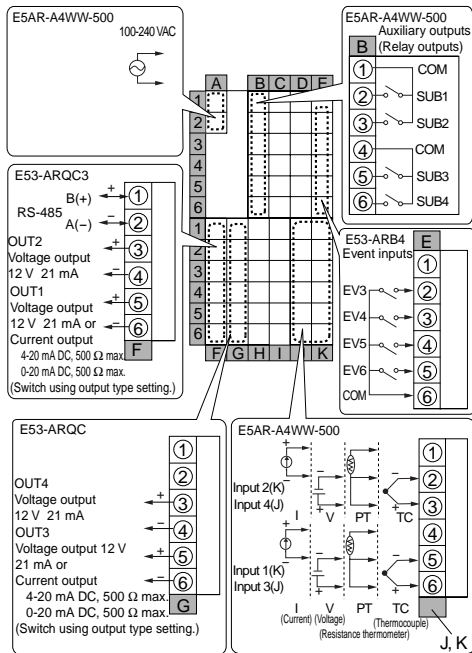 E5AR-A4WW-500
100-240 VAC
E5AR-A4WW-500
Auxiliary outputs
(Relay outputs)
B
1 COM
2 SUB1
3 SUB2
4 COM
5 SUB3
6 SUB4
A B C D E
1
2
3
4
5
6
1
2
3
4
5
6
F G H I K
E53-ARQC3
B(+) + 1
RS-485
A(−) − 2
OUT2
Voltage output
12 V 21 mA
+ 3
− 4
OUT1
Voltage output
12 V 21 mA or
Current output
+ 5
− 6
4-20 mA DC, 500 Ω max.
0-20 mA DC, 500 Ω max.
(Switch using output type setting.)
F
E53-ARB4
Event inputs
E
1
EV3 2
EV4 3
EV5 4
EV6 5
COM 6
E53-ARQC
1
2
OUT4
Voltage output
12 V 21 mA
+ 3
− 4
OUT3
Voltage output 12 V
21 mA or
Current output
+ 5
− 6
4-20 mA DC, 500 Ω max.
0-20 mA DC, 500 Ω max.
(Switch using output type setting.)
G
E5AR-A4WW-500
1
2
3
4
5
6
+ − + −
Input 2(K)
Input 4(J)
I V PT TC
+ − + −
Input 1(K)
Input 3(J)
I V PT TC
(Current) (Voltage) (Thermocouple)
(Resistance thermometer)
J, K